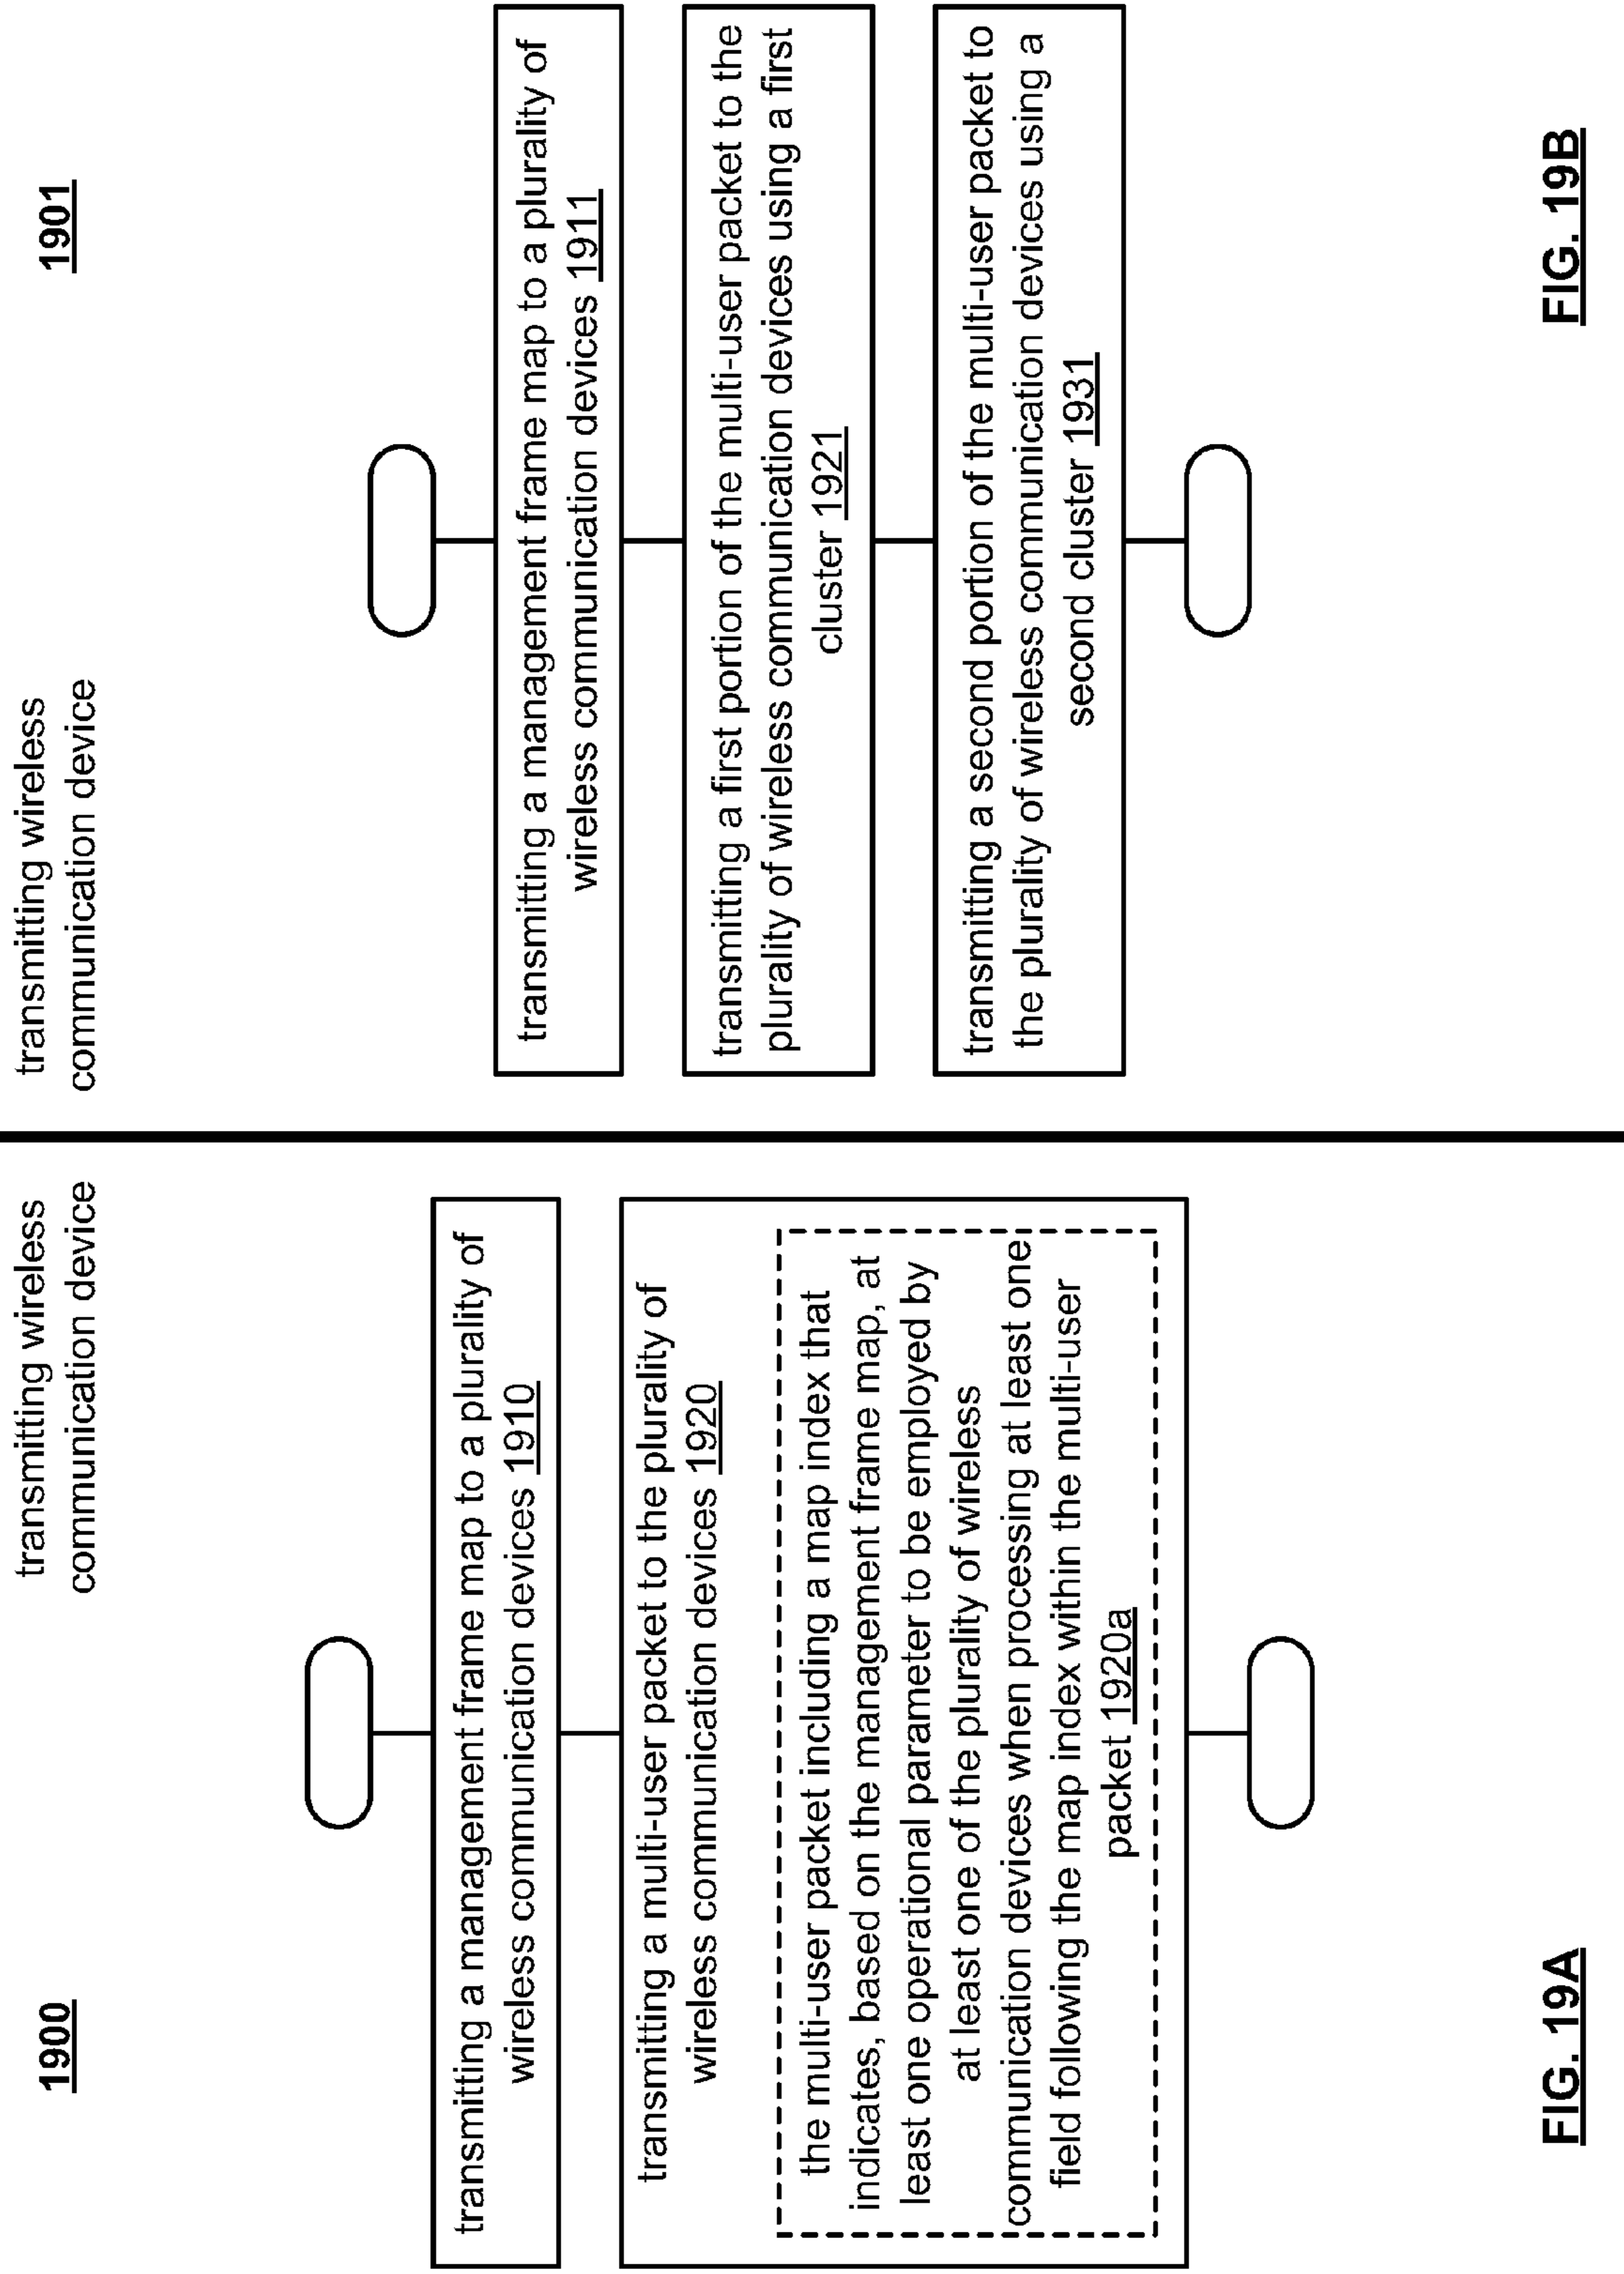 1900
transmitting wireless
communication device
transmitting a management frame map to a plurality of
wireless communication devices 1910
transmitting a multi-user packet to the plurality of
wireless communication devices 1920
the multi-user packet including a map index that
indicates, based on the management frame map, at
least one operational parameter to be employed by
at least one of the plurality of wireless
communication devices when processing at least one
field following the map index within the multi-user
packet 1920a
FIG. 19A
transmitting wireless
communication device
1901
transmitting a management frame map to a plurality of
wireless communication devices 1911
transmitting a first portion of the multi-user packet to the
plurality of wireless communication devices using a first
cluster 1921
transmitting a second portion of the multi-user packet to
the plurality of wireless communication devices using a
second cluster 1931
FIG. 19B